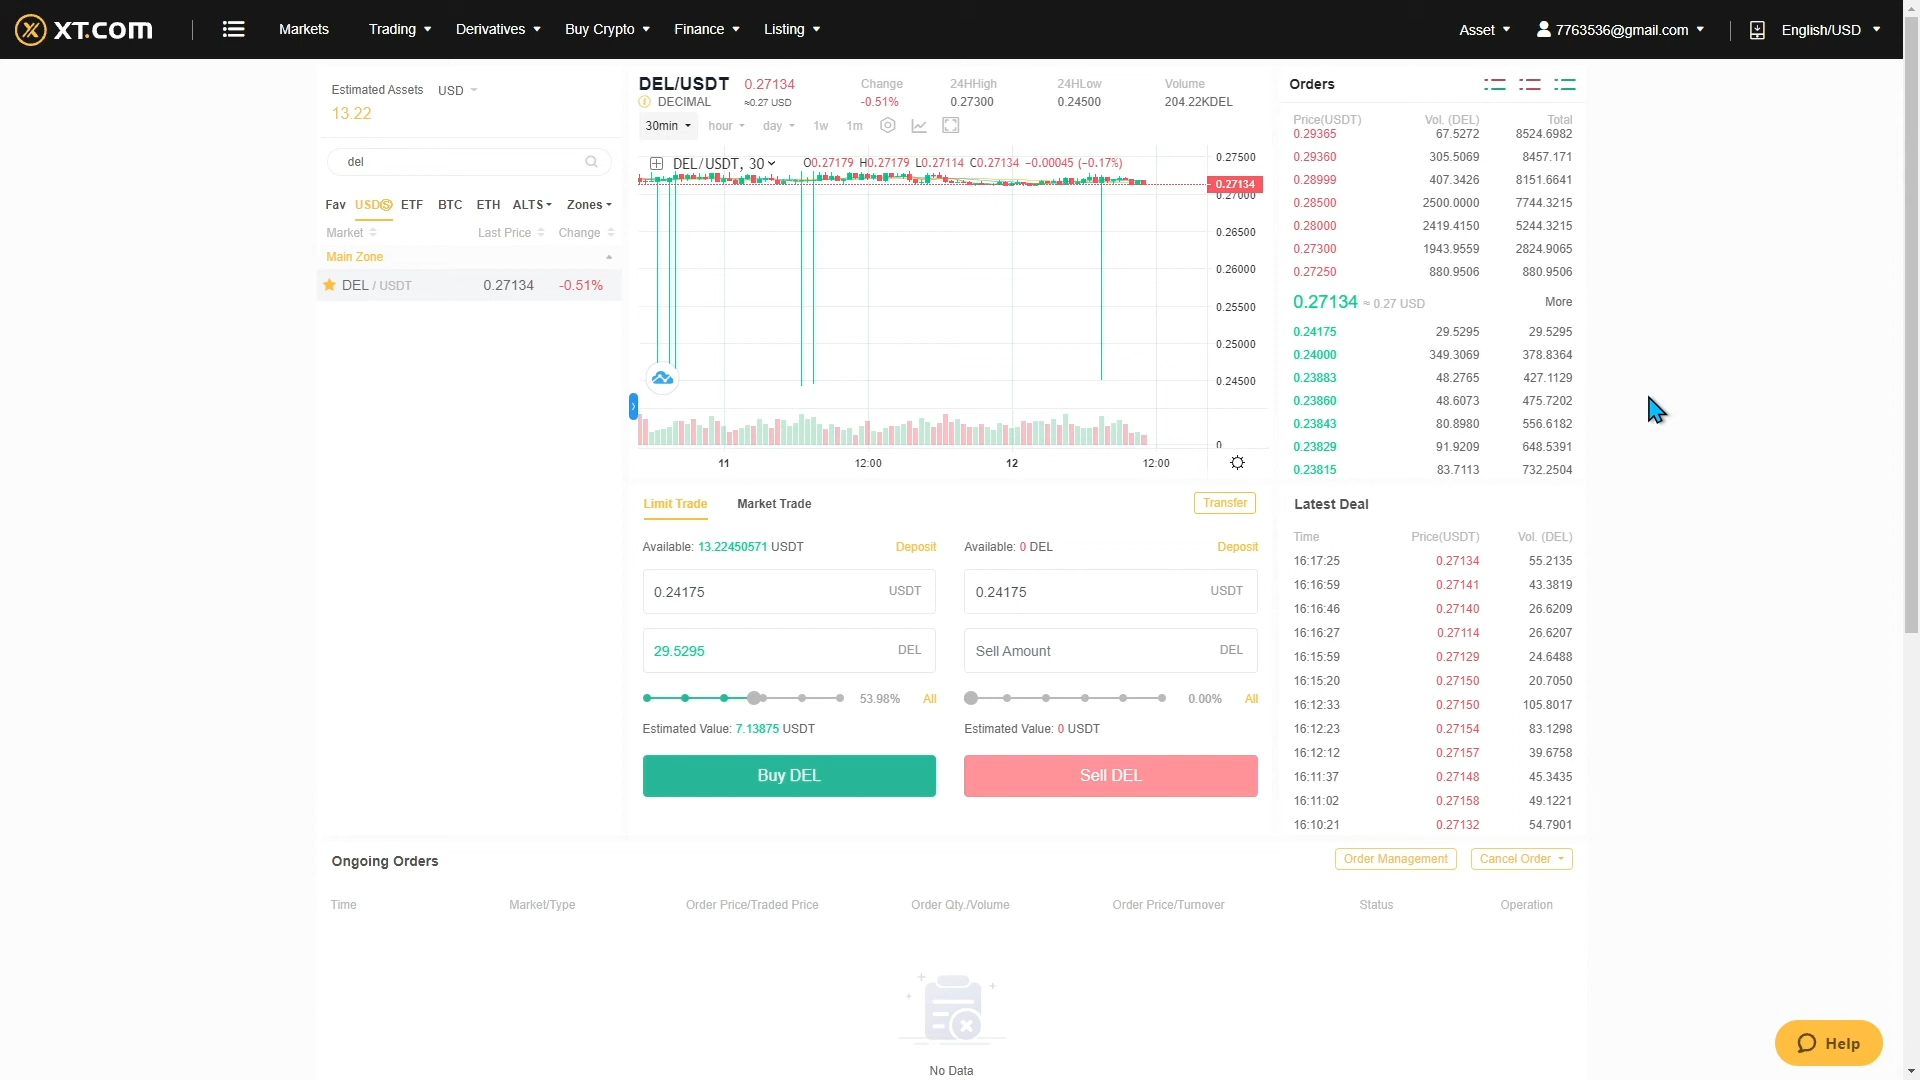 XT.COM
Markets
Trading
Derivatives
Buy Crypto
Finance
Listing
Asset
7763536@gmail.com
English/USD
Estimated Assets USD
13.22
del
Fav USDⓈ ETF BTC ETH ALTS Zones
Market Last Price Change
Main Zone
DEL / USDT 0.27134 -0.51%
DEL/USDT 0.27134 Change 24HHigh 24HLow Volume
DECIMAL ≈0.27 USD -0.51% 0.27300 0.24500 204.22KDEL
30min hour day 1w 1m
DEL/USDT, 30 O0.27179 H0.27179 L0.27114 C0.27134 −0.00045 (−0.17%)
0.27500
0.27134
0.27000
0.26500
0.26000
0.25500
0.25000
0.24500
0
11 12:00 12 12:00
Orders
Price(USDT) Vol. (DEL) Total
0.29365 67.5272 8524.6982
0.29360 305.5069 8457.171
0.28999 407.3426 8151.6641
0.28500 2500.0000 7744.3215
0.28000 2419.4150 5244.3215
0.27300 1943.9559 2824.9065
0.27250 880.9506 880.9506
0.27134 ≈ 0.27 USD More
0.24175 29.5295 29.5295
0.24000 349.3069 378.8364
0.23883 48.2765 427.1129
0.23860 48.6073 475.7202
0.23843 80.8980 556.6182
0.23829 91.9209 648.5391
0.23815 83.7113 732.2504
Limit Trade Market Trade Transfer
Available: 13.22450571 USDT Deposit
0.24175 USDT
29.5295 DEL
53.98% All
Estimated Value: 7.13875 USDT
Buy DEL
Available: 0 DEL Deposit
0.24175 USDT
Sell Amount DEL
0.00% All
Estimated Value: 0 USDT
Sell DEL
Latest Deal
Time Price(USDT) Vol. (DEL)
16:17:25 0.27134 55.2135
16:16:59 0.27141 43.3819
16:16:46 0.27140 26.6209
16:16:27 0.27114 26.6207
16:15:59 0.27129 24.6488
16:15:20 0.27150 20.7050
16:12:33 0.27150 105.8017
16:12:23 0.27154 83.1298
16:12:12 0.27157 39.6758
16:11:37 0.27148 45.3435
16:11:02 0.27158 49.1221
16:10:21 0.27132 54.7901
Ongoing Orders Order Management Cancel Order
Time Market/Type Order Price/Traded Price Order Qty./Volume Order Price/Turnover Status Operation
No Data
Help